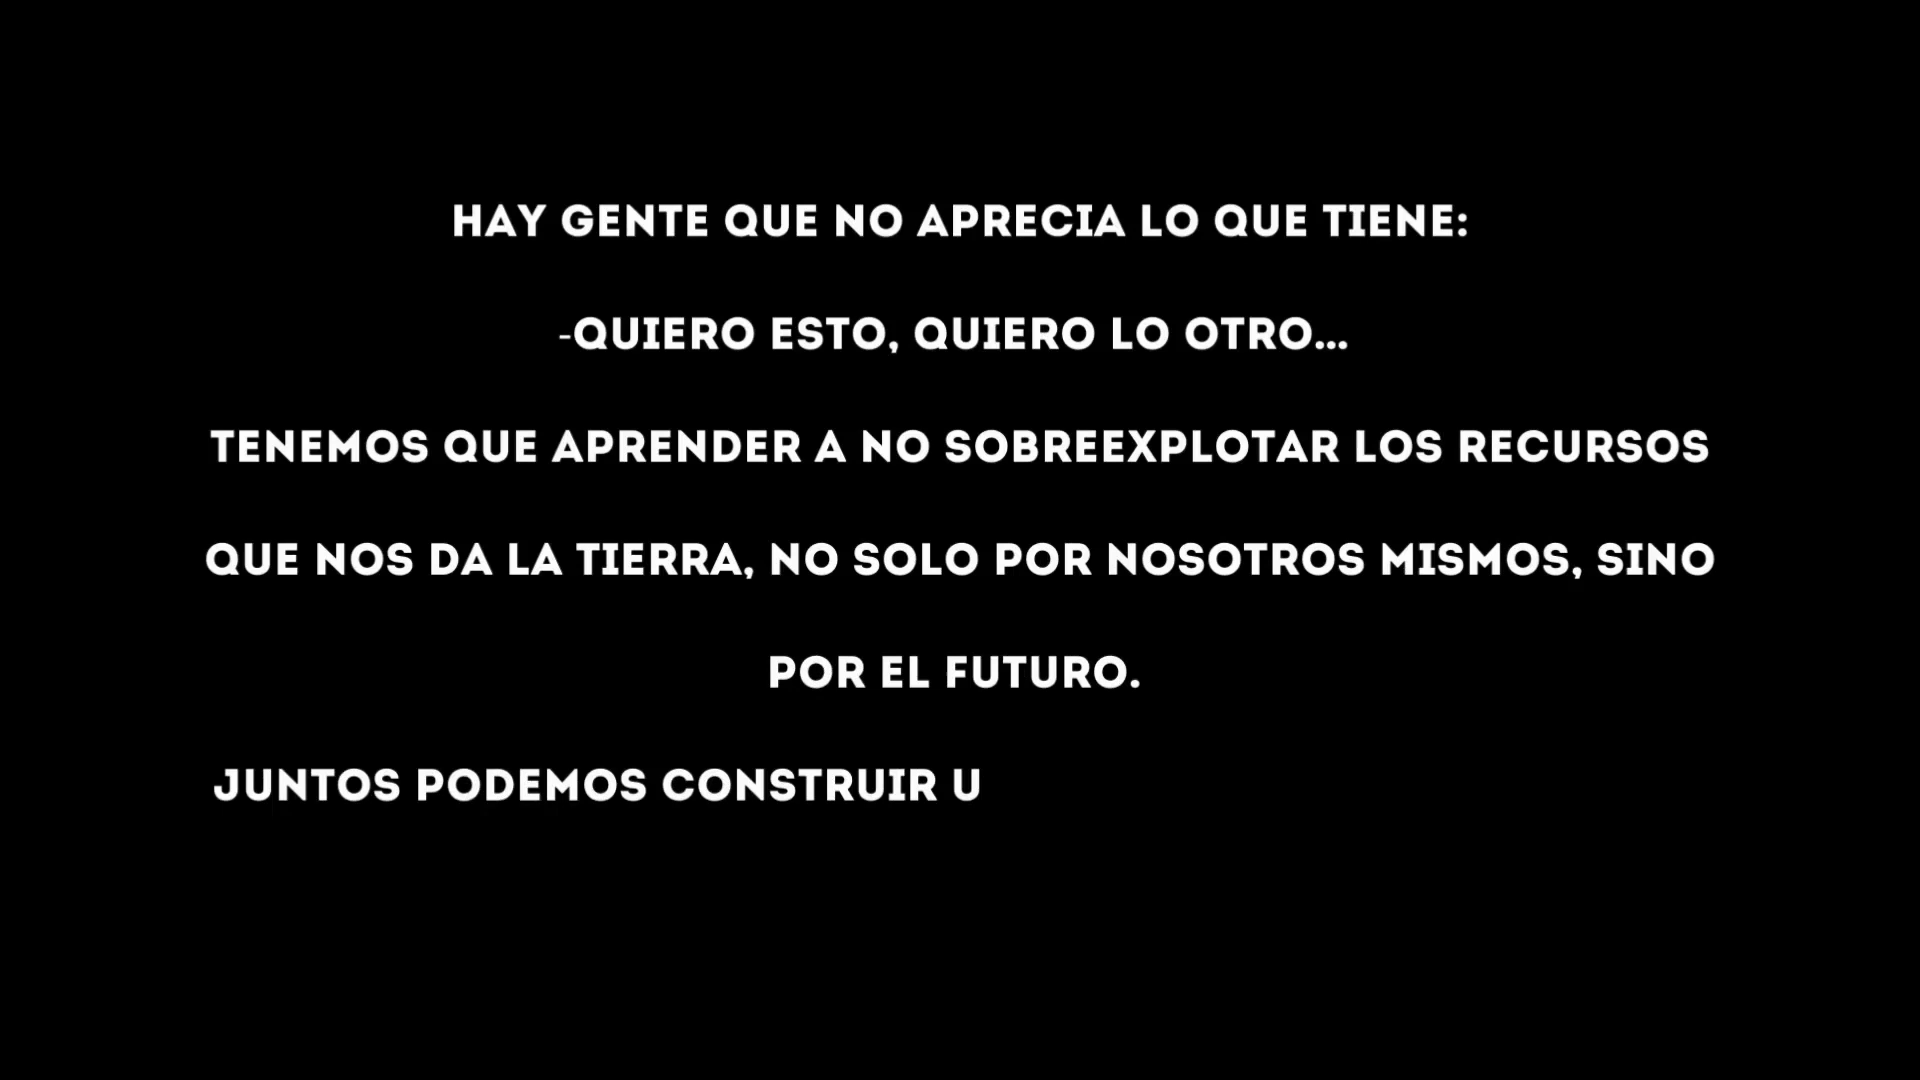 HAY GENTE QUE NO APRECIA LO QUE TIENE:
-QUIERO ESTO, QUIERO LO OTRO...
TENEMOS QUE APRENDER A NO SOBREEXPLOTAR LOS RECURSOS
QUE NOS DA LA TIERRA, NO SOLO POR NOSOTROS MISMOS, SINO
POR EL FUTURO.
JUNTOS PODEMOS CONSTRUIR U